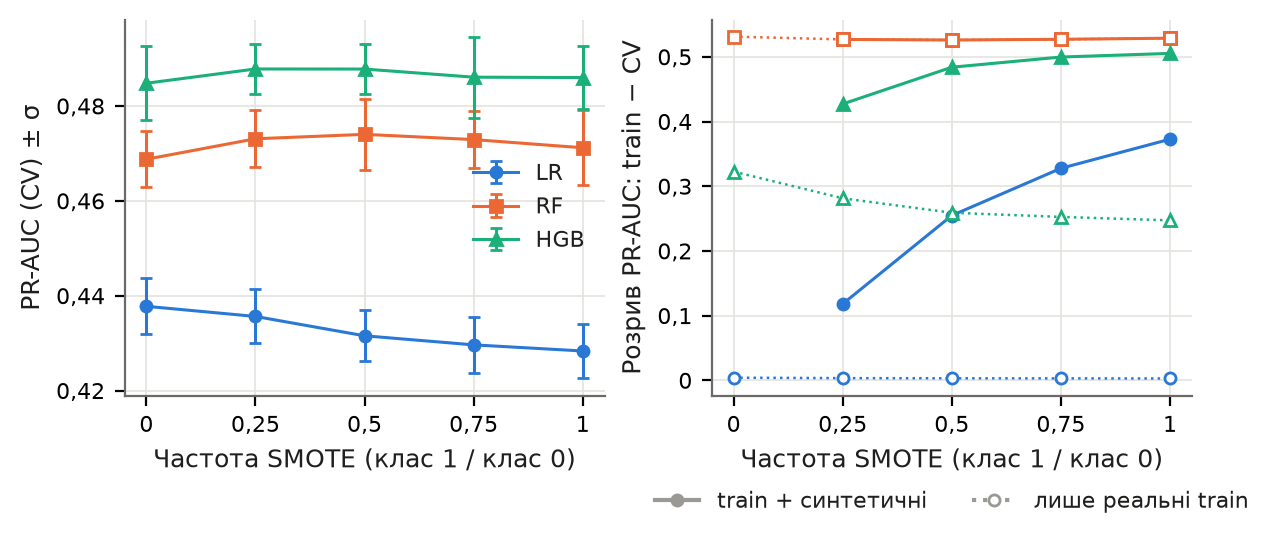 PR-AUC (CV) ± σ
0,48
0,46
0,44
0,42
0
0,25
0,5
0,75
1
Частота SMOTE (клас 1 / клас 0)
LR
RF
HGB
Розрив PR-AUC: train − CV
0,5
0,4
0,3
0,2
0,1
0
0
0,25
0,5
0,75
1
Частота SMOTE (клас 1 / клас 0)
train + синтетичні
лише реальні train